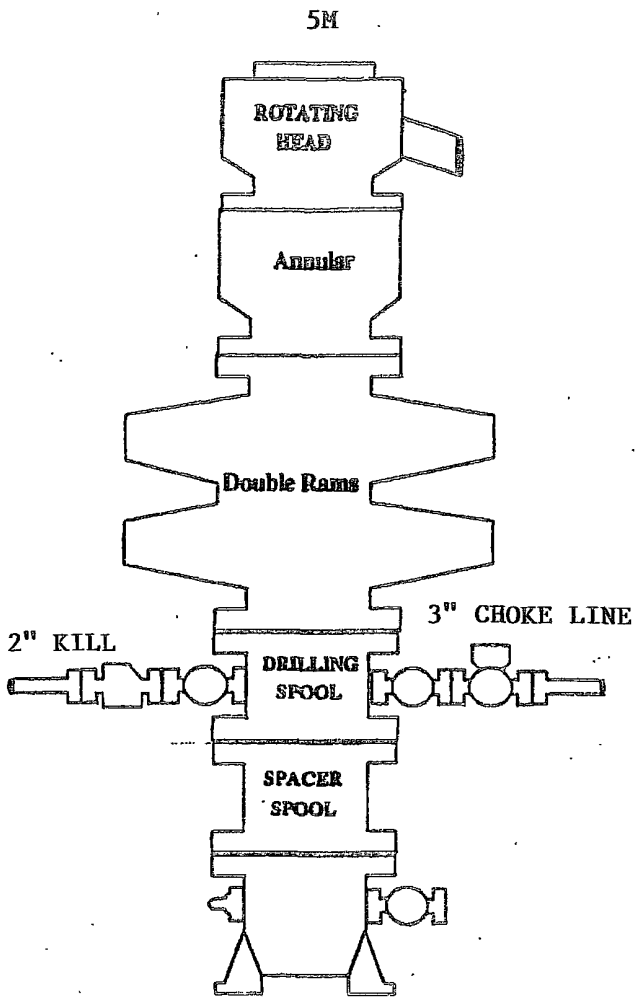 5M
ROTATING
HEAD
Annular
Double Rams
3" CHOKE LINE
2" KILL
DRILLING
SPOOL
SPACER
SPOOL